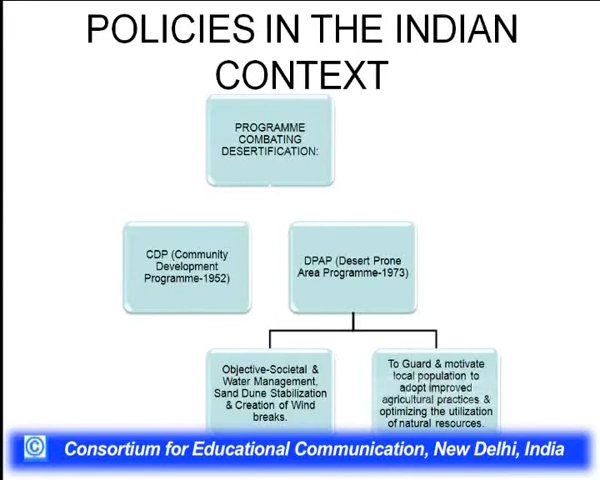 POLICIES IN THE INDIAN
CONTEXT
PROGRAMME
COMBATING
DESERTIFICATION:
CDP (Community
Development
Programme-1952)
DPAP (Desert Prone
Area Programme-1973)
Objective-Societal &
Water Management,
Sand Dune Stabilization
& Creation of Wind
breaks.
To Guard & motivate
local population to
adopt improved
agricultural practices &
optimizing the utilization
of natural resources.
© Consortium for Educational Communication, New Delhi, India